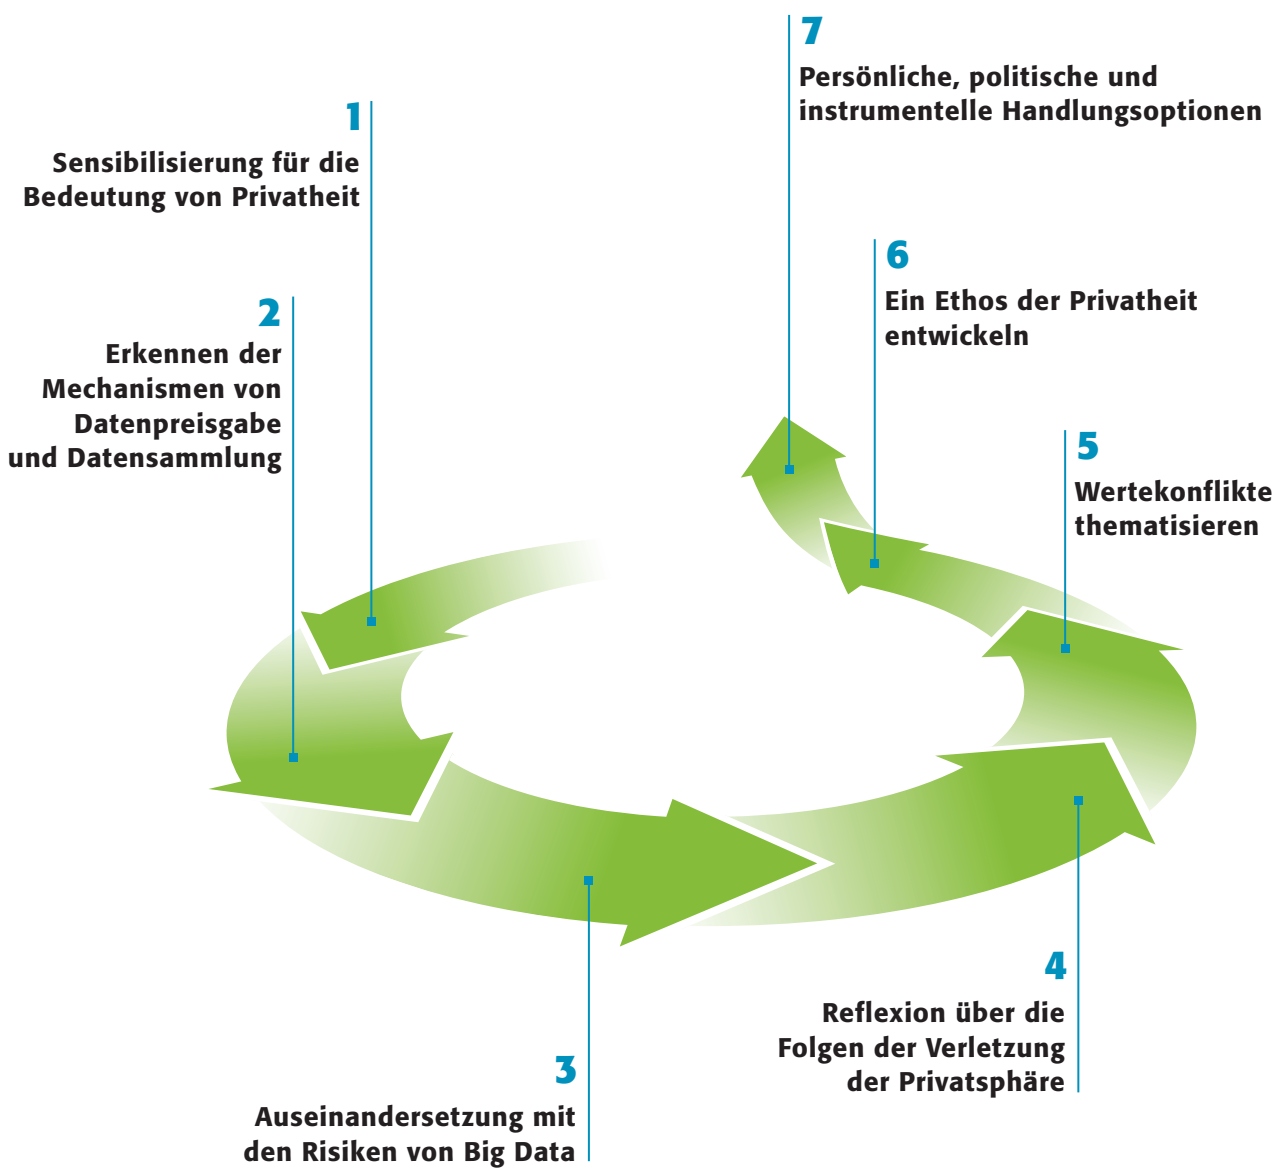 1
Sensibilisierung für die
Bedeutung von Privatheit
2
Erkennen der
Mechanismen von
Datenpreisgabe
und Datensammlung
3
Auseinandersetzung mit
den Risiken von Big Data
4
Reflexion über die
Folgen der Verletzung
der Privatsphäre
5
Wertekonflikte
thematisieren
6
Ein Ethos der Privatheit
entwickeln
7
Persönliche, politische und
instrumentelle Handlungsoptionen